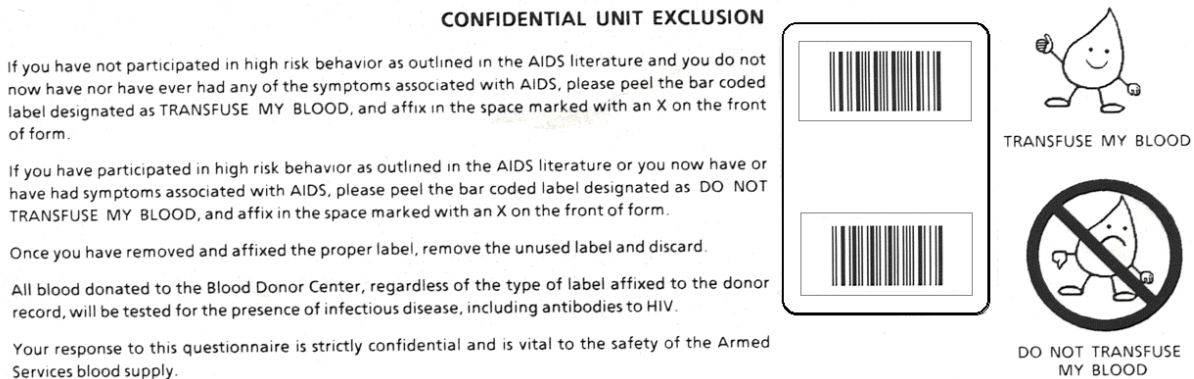 CONFIDENTIAL UNIT EXCLUSION
If you have not participated in high risk behavior as outlined in the AIDS literature and you do not
now have nor have ever had any of the symptoms associated with AIDS, please peel the bar coded
label designated as TRANSFUSE MY BLOOD, and affix in the space marked with an X on the front
of form.
If you have participated in high risk behavior as outlined in the AIDS literature or you now have or
have had symptoms associated with AIDS, please peel the bar coded label designated as DO NOT
TRANSFUSE MY BLOOD, and affix in the space marked with an X on the front of form.
Once you have removed and affixed the proper label, remove the unused label and discard.
All blood donated to the Blood Donor Center, regardless of the type of label affixed to the donor
record, will be tested for the presence of infectious disease, including antibodies to HIV.
Your response to this questionnaire is strictly confidential and is vital to the safety of the Armed
Services blood supply.
TRANSFUSE MY BLOOD
DO NOT TRANSFUSE
MY BLOOD